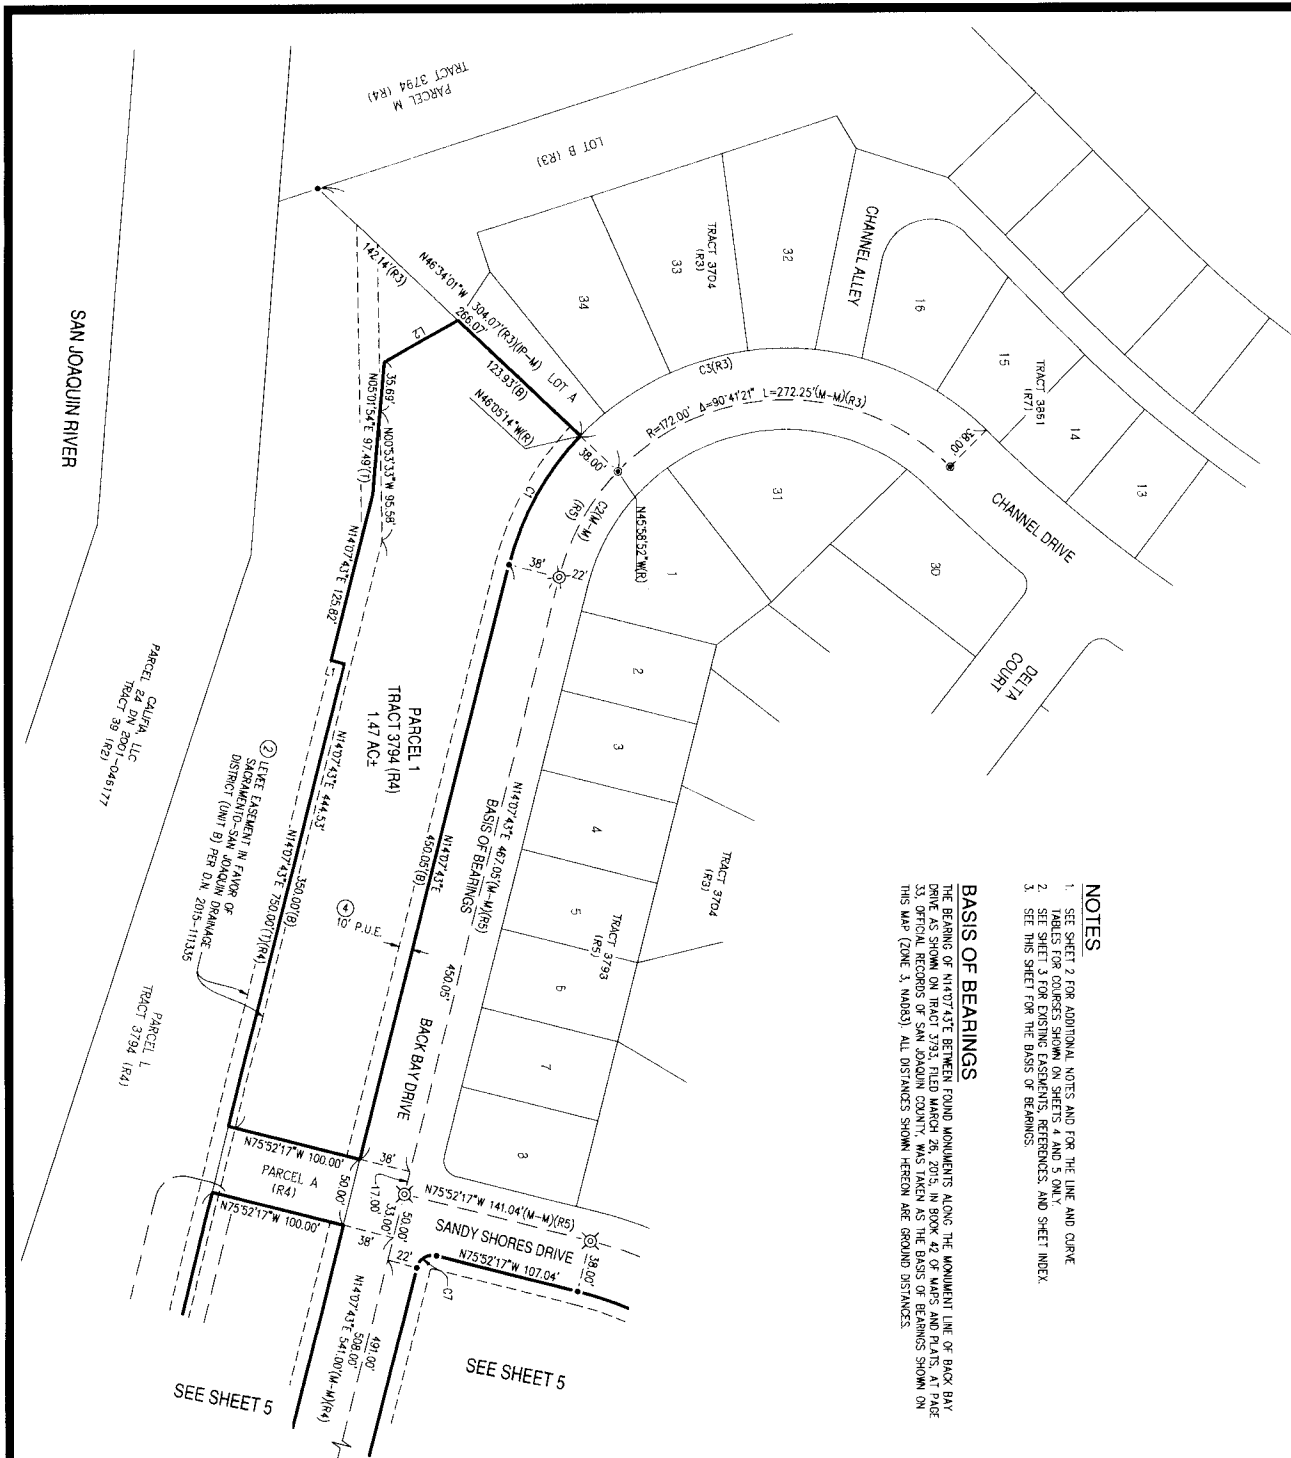 NOTES
1. SEE SHEET 2 FOR ADDITIONAL NOTES AND FOR THE LINE AND CURVE
TABLES FOR COURSES SHOWN ON SHEETS 4 AND 5 ONLY.
2. SEE SHEET 3 FOR EXISTING EASEMENTS, REFERENCES, AND SHEET INDEX.
3. SEE THIS SHEET FOR THE BASIS OF BEARINGS.
BASIS OF BEARINGS
THE BEARING OF N14°07'43"E BETWEEN FOUND MONUMENTS ALONG THE MONUMENT LINE OF BACK BAY
DRIVE AS SHOWN ON TRACT 3793, FILED MARCH 26, 2015, IN BOOK 42 OF MAPS AND PLATS, AT PAGE
33, OFFICIAL RECORDS OF SAN JOAQUIN COUNTY, WAS TAKEN AS THE BASIS OF BEARINGS SHOWN ON
THIS MAP (ZONE 3, NAD83). ALL DISTANCES SHOWN HEREON ARE GROUND DISTANCES.
PARCEL M
TRACT 3794 (R4)
LOT B (R3)
CHANNEL ALLEY
32
TRACT 3704
(R3)
33
34
16
15
TRACT 3851
(R7)
14
13
CHANNEL DRIVE
38.00'
C3(R3)
R=172.00' Δ=90°41'21" L=272.25'(M-M)(R3)
31
30
DELTA
COURT
142.14'(R3)
N46°34'01"W 304.07'(R3)(IP-M)
266.07'
LOT A
123.93'(B)
N46°05'14"W(R)
38.00'
L2
35.69'
N05°01'54"E 97.49'(T)
N00°53'33"W 95.58'
C1
C2(M-M)
(R5)
N45°58'52"W(R)
38'
22'
1
2
3
4
5
6
7
8
TRACT 3704
(R3)
TRACT 3793
(R5)
SAN JOAQUIN RIVER
N14°07'43"E 125.82'
L1
PARCEL 1
TRACT 3794 (R4)
1.47 AC±
N14°07'43"E 444.53'
350.00'(B)
N14°07'43"E 750.00'(T)(R4)
N14°07'43"E
450.05'(B)
N14°07'43"E 467.05'(M-M)(R5)
BASIS OF BEARINGS
450.05'
4
10' P.U.E.
BACK BAY DRIVE
CALIFIA, LLC
PARCEL 24 DN 2001-046177
TRACT 39 (R2)
2 LEVEE EASEMENT IN FAVOR OF
SACRAMENTO-SAN JOAQUIN DRAINAGE
DISTRICT (UNIT B) PER D.N. 2015-111335
PARCEL L
TRACT 3794 (R4)
N75°52'17"W 100.00'
PARCEL A
(R4)
N75°52'17"W 100.00'
50.00'
38'
17.00'
33.00'
50.00'
38'
22'
N75°52'17"W 141.04'(M-M)(R5)
SANDY SHORES DRIVE
38.00'
N75°52'17"W 107.04'
C7
491.00'
508.00'
N14°07'43"E 541.00'(M-M)(R4)
SEE SHEET 5
SEE SHEET 5